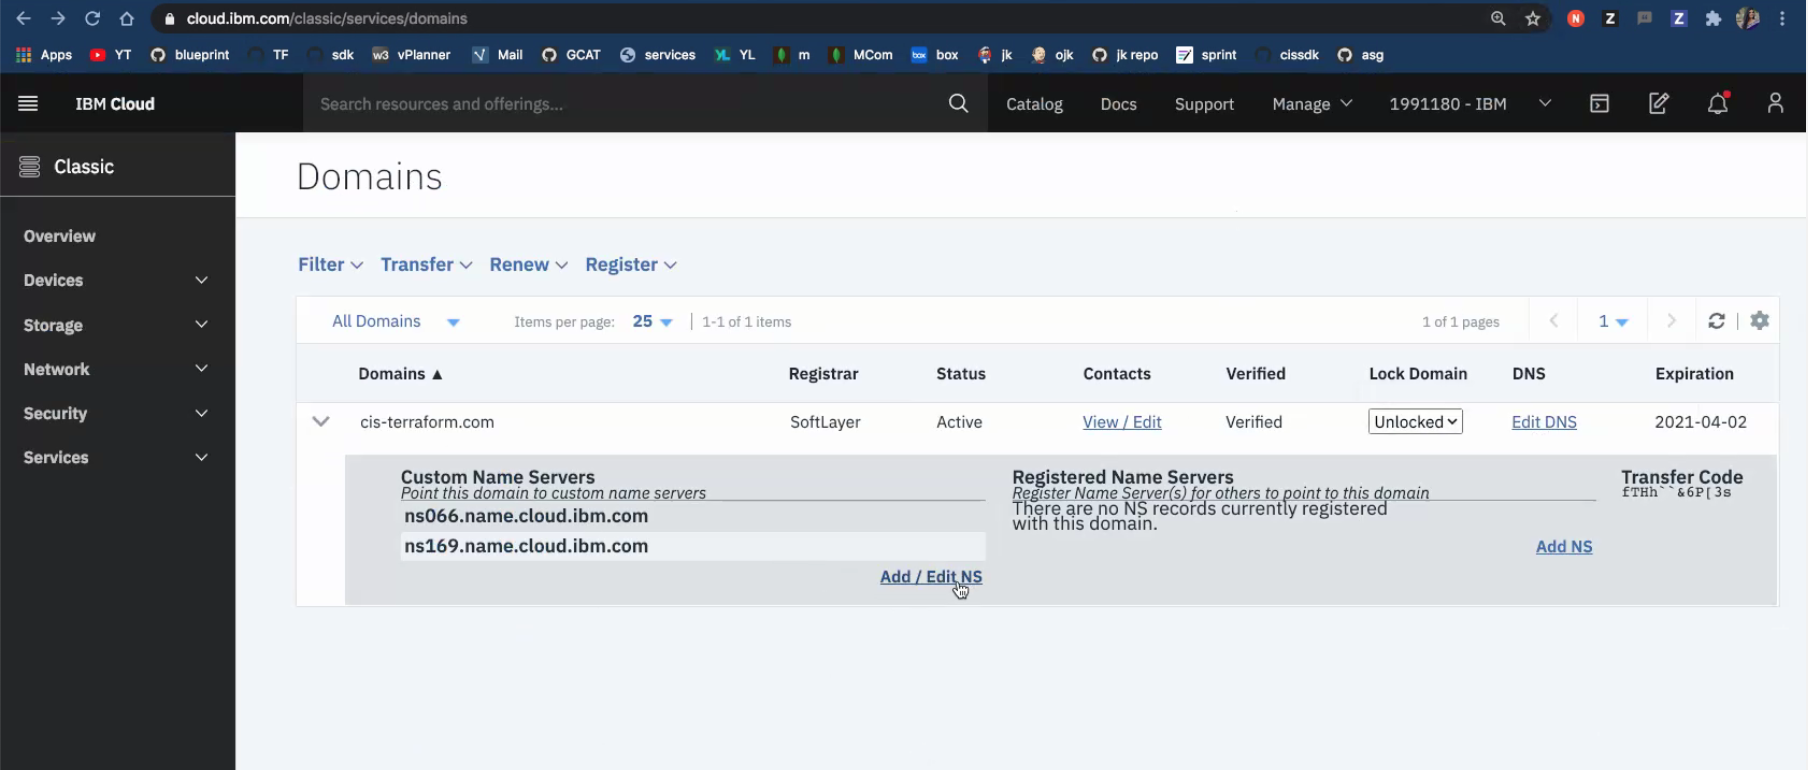 cloud.ibm.com/classic/services/domains
Apps YT blueprint TF sdk w3 vPlanner Mail GCAT services YL m MCom box box jk ojk jk repo sprint cissdk asg
IBM Cloud Search resources and offerings... Catalog Docs Support Manage 1991180 - IBM
Classic
Overview
Devices
Storage
Network
Security
Services
Domains
Filter Transfer Renew Register
All Domains Items per page: 25 1-1 of 1 items 1 of 1 pages 1
Domains ▲ Registrar Status Contacts Verified Lock Domain DNS Expiration
cis-terraform.com SoftLayer Active View / Edit Verified Unlocked Edit DNS 2021-04-02
Custom Name Servers
Point this domain to custom name servers
ns066.name.cloud.ibm.com
ns169.name.cloud.ibm.com
Add / Edit NS
Registered Name Servers
Register Name Server(s) for others to point to this domain
There are no NS records currently registered
with this domain.
Add NS
Transfer Code
fTHh``&6P[3s